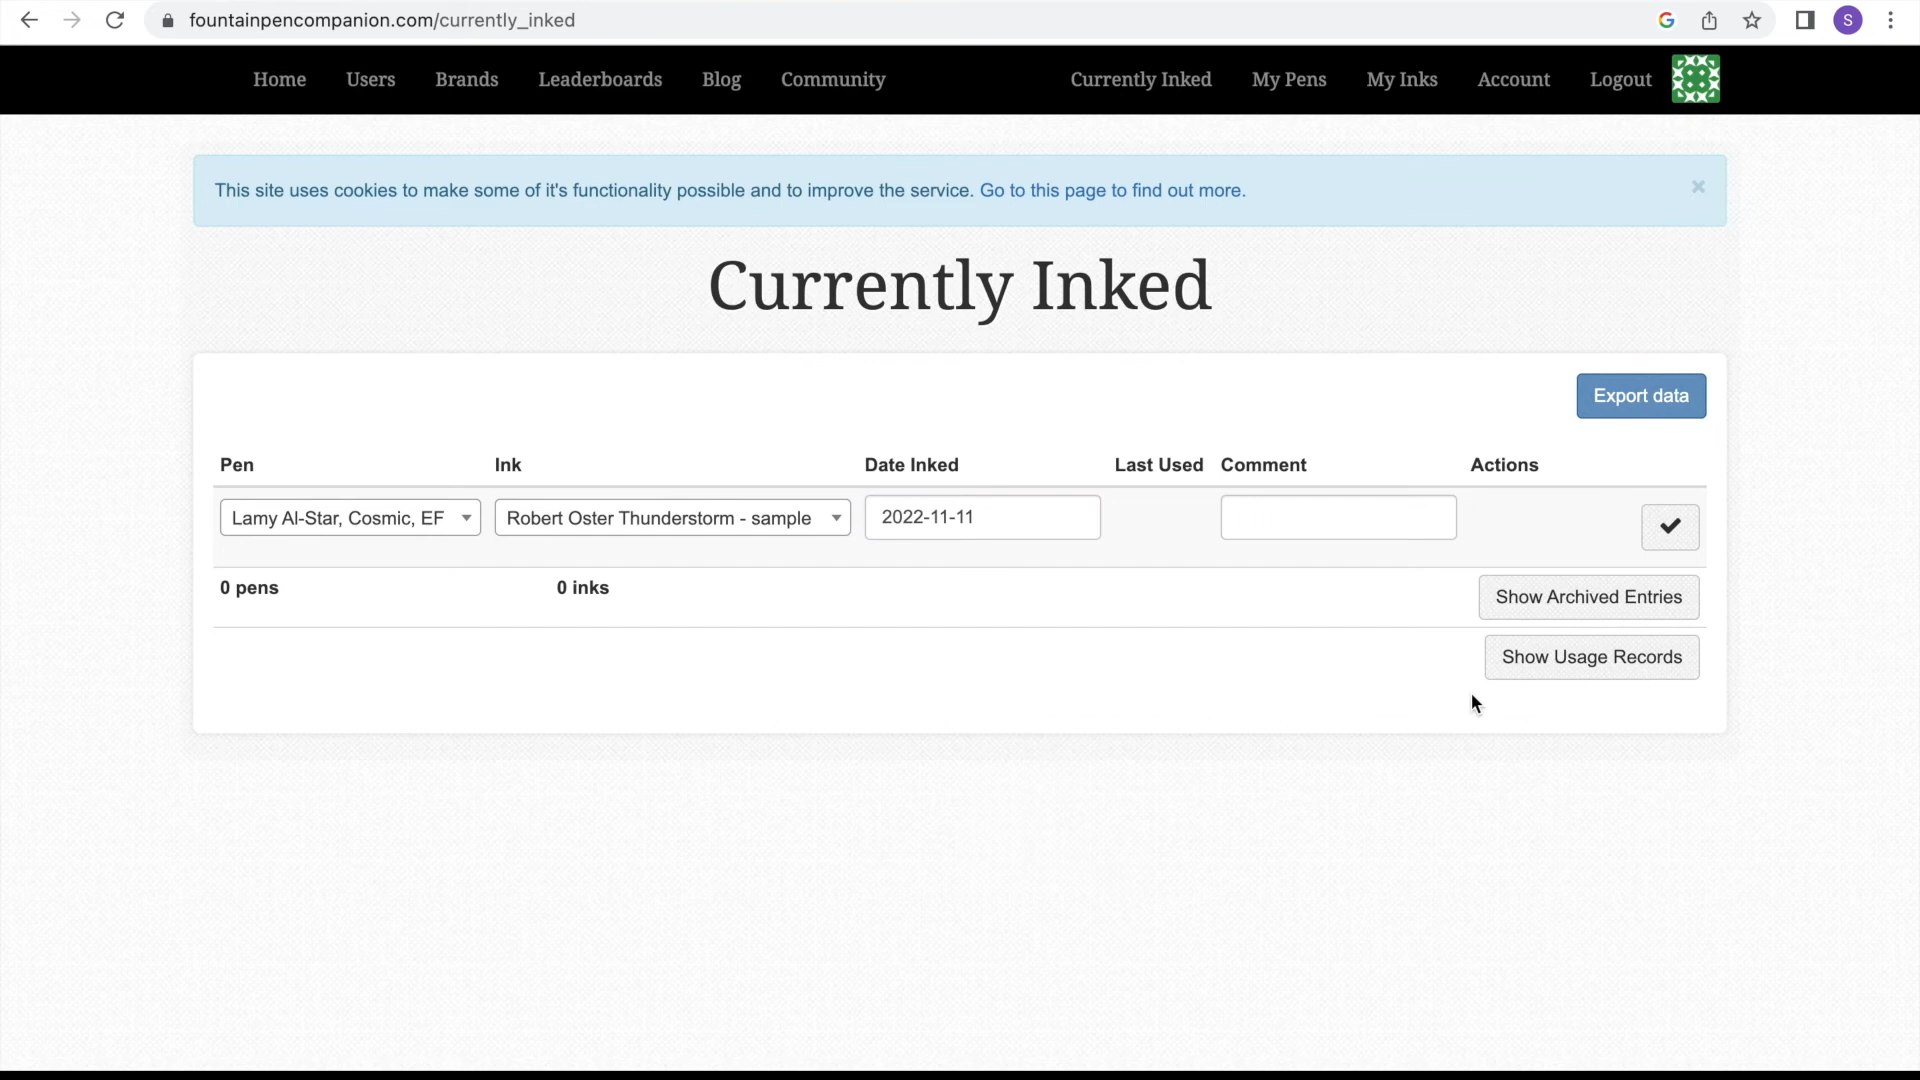 fountainpencompanion.com/currently_inked
S
Home Users Brands Leaderboards Blog Community Currently Inked My Pens My Inks Account Logout
This site uses cookies to make some of it's functionality possible and to improve the service. Go to this page to find out more. ×
Currently Inked
Export data
Pen Ink Date Inked Last Used Comment Actions
Lamy Al-Star, Cosmic, EF Robert Oster Thunderstorm - sample 2022-11-11
0 pens 0 inks Show Archived Entries
Show Usage Records